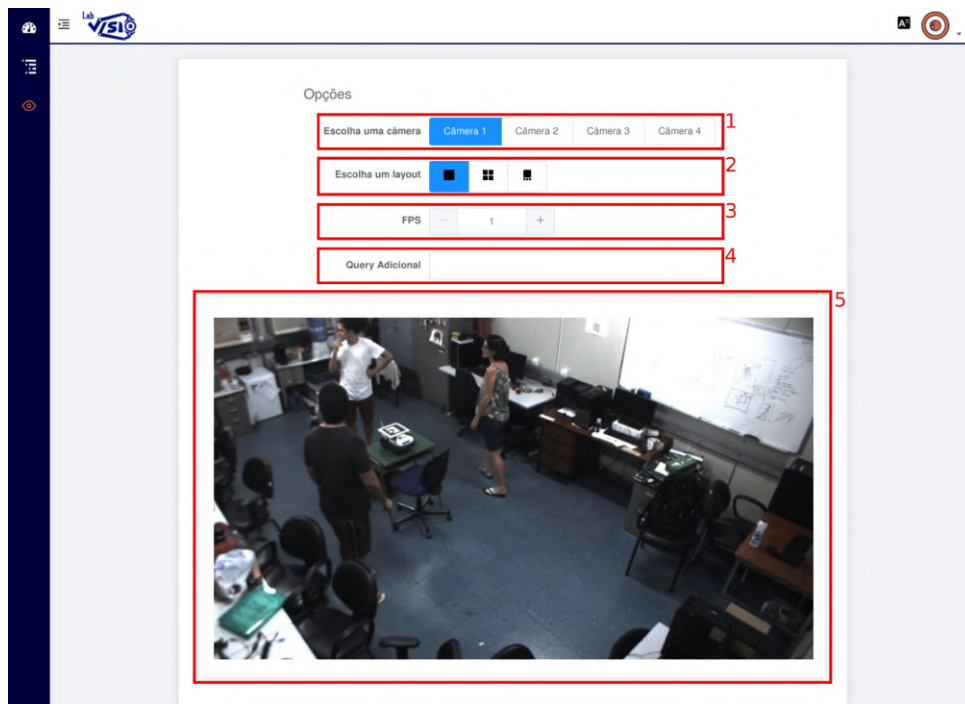 Lab
VISIO
Opções
Escolha uma câmera Câmera 1 Câmera 2 Câmera 3 Câmera 4 1
Escolha um layout 2
FPS − 1 + 3
Query Adicional 4
5